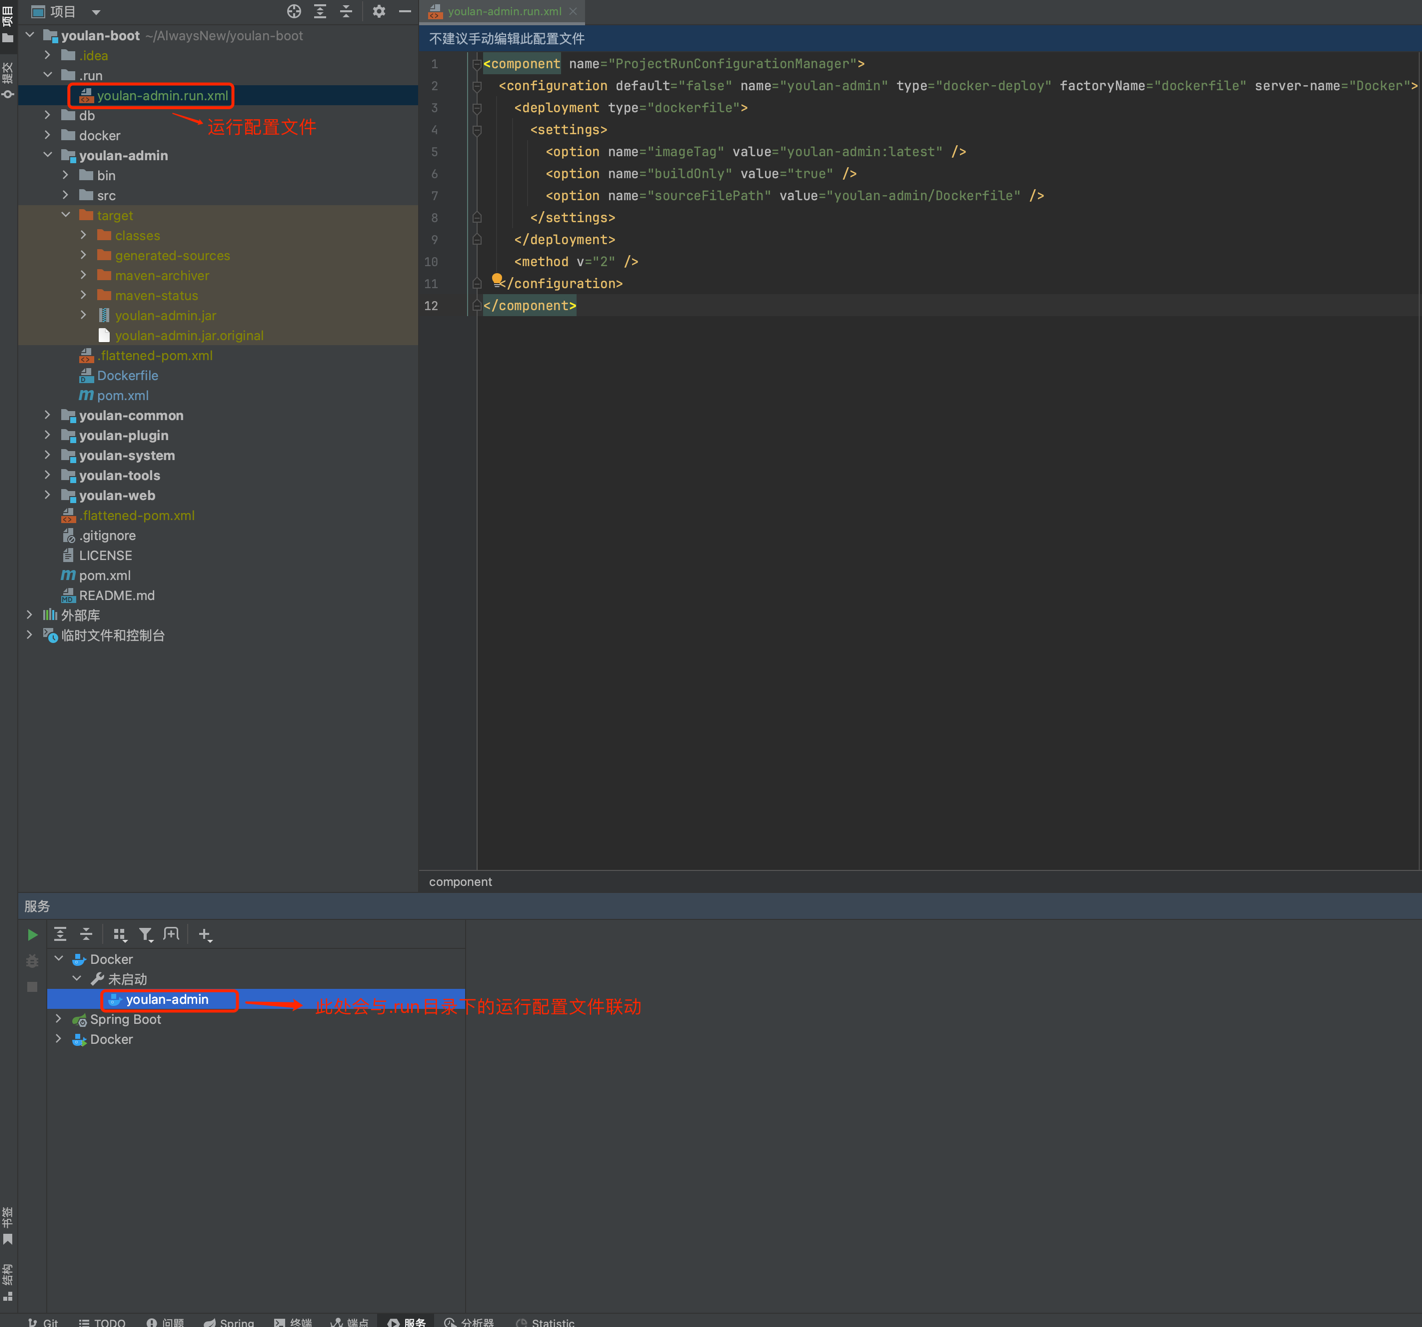 项目
youlan-admin.run.xml
项目
提交
youlan-boot ~/AlwaysNew/youlan-boot
.idea
.run
youlan-admin.run.xml
运行配置文件
db
docker
youlan-admin
bin
src
target
classes
generated-sources
maven-archiver
maven-status
youlan-admin.jar
youlan-admin.jar.original
.flattened-pom.xml
Dockerfile
pom.xml
youlan-common
youlan-plugin
youlan-system
youlan-tools
youlan-web
.flattened-pom.xml
.gitignore
LICENSE
pom.xml
README.md
外部库
临时文件和控制台
不建议手动编辑此配置文件
1 <component name="ProjectRunConfigurationManager">
2 <configuration default="false" name="youlan-admin" type="docker-deploy" factoryName="dockerfile" server-name="Docker">
3 <deployment type="dockerfile">
4 <settings>
5 <option name="imageTag" value="youlan-admin:latest" />
6 <option name="buildOnly" value="true" />
7 <option name="sourceFilePath" value="youlan-admin/Dockerfile" />
8 </settings>
9 </deployment>
10 <method v="2" />
11 </configuration>
12 </component>
component
服务
Docker
未启动
youlan-admin
此处会与.run目录下的运行配置文件联动
Spring Boot
Docker
书签
结构
Git TODO 问题 Spring 终端 端点 服务 分析器 Statistic